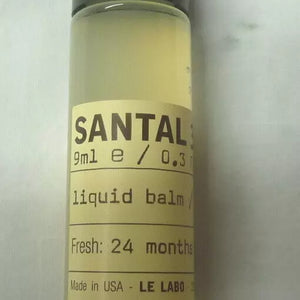 SANTAL
9ml e / 0.3
liquid balm /
Fresh: 24 months
Made in USA - LE LABO -